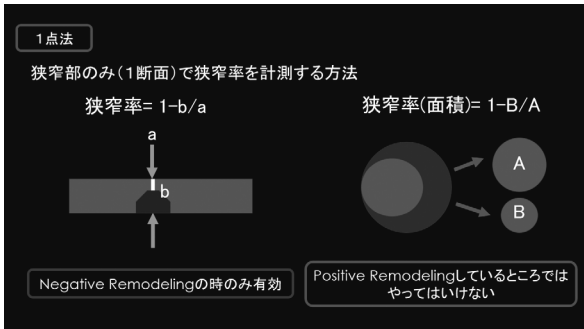 1点法
狭窄部のみ(1断面)で狭窄率を計測する方法
狭窄率= 1-b/a
狭窄率(面積)= 1-B/A
a
b
A
B
Negative Remodelingの時のみ有効
Positive Remodelingしているところでは
やってはいけない